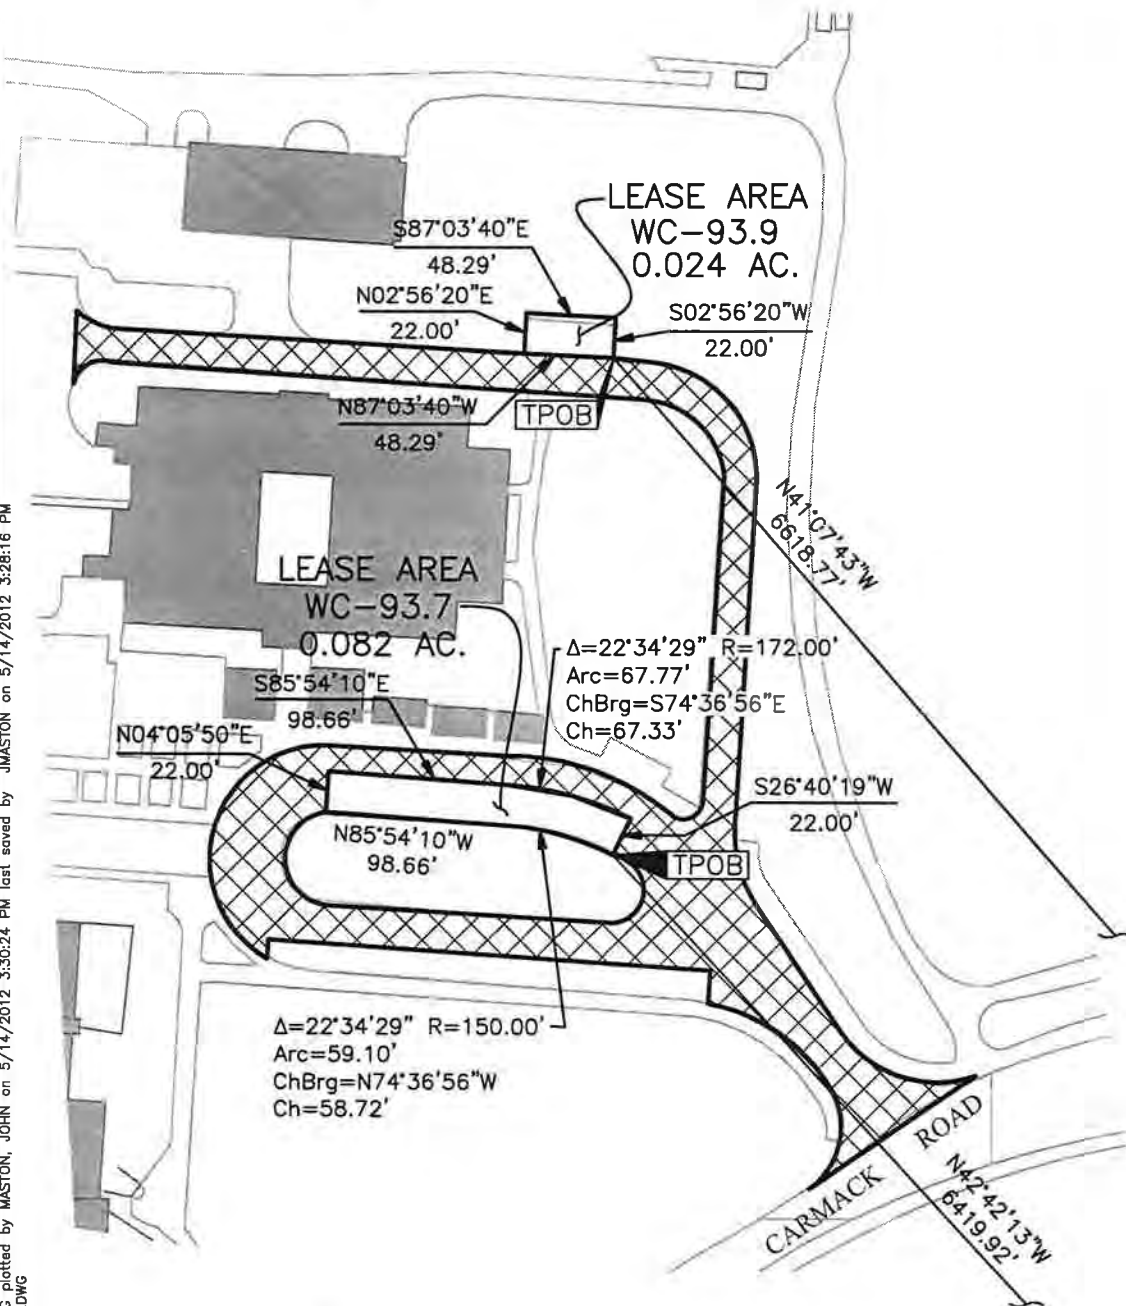 LEASE AREA
WC-93.9
0.024 AC.
S87°03'40"E
48.29'
N02°56'20"E
22.00'
S02°56'20"W
22.00'
N87°03'40"W
48.29'
TPOB
N41°07'43"W
6618.77'
LEASE AREA
WC-93.7
0.082 AC.
Δ=22°34'29" R=172.00'
Arc=67.77'
ChBrg=S74°36'56"E
Ch=67.33'
S85°54'10"E
98.66'
N04°05'50"E
22.00'
S26°40'19"W
22.00'
N85°54'10"W
98.66'
TPOB
Δ=22°34'29" R=150.00'
Arc=59.10'
ChBrg=N74°36'56"W
Ch=58.72'
CARMACK ROAD
N42°42'13"W
6419.92'
plotted by MASTON, JOHN on 5/14/2012 3:30:24 PM last saved by JMASTON on 5/14/2012 3:28:16 PM
.DWG